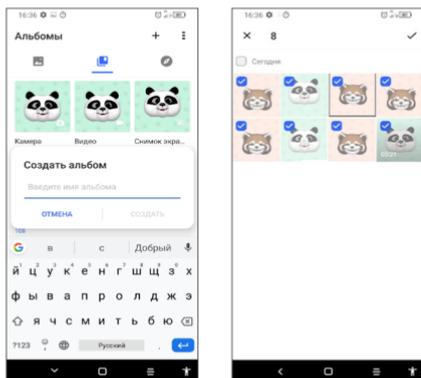 16:36
Альбомы
Камера
Видео
Снимок экра...
Создать альбом
Введите имя альбома
ОТМЕНА
СОЗДАТЬ
в
с
Добрый
й ц у к е н г ш щ з х
ф ы в а п р о л д ж э
я ч с м и т ь б ю
?123
Русский
.
16:36
8
Сегодня